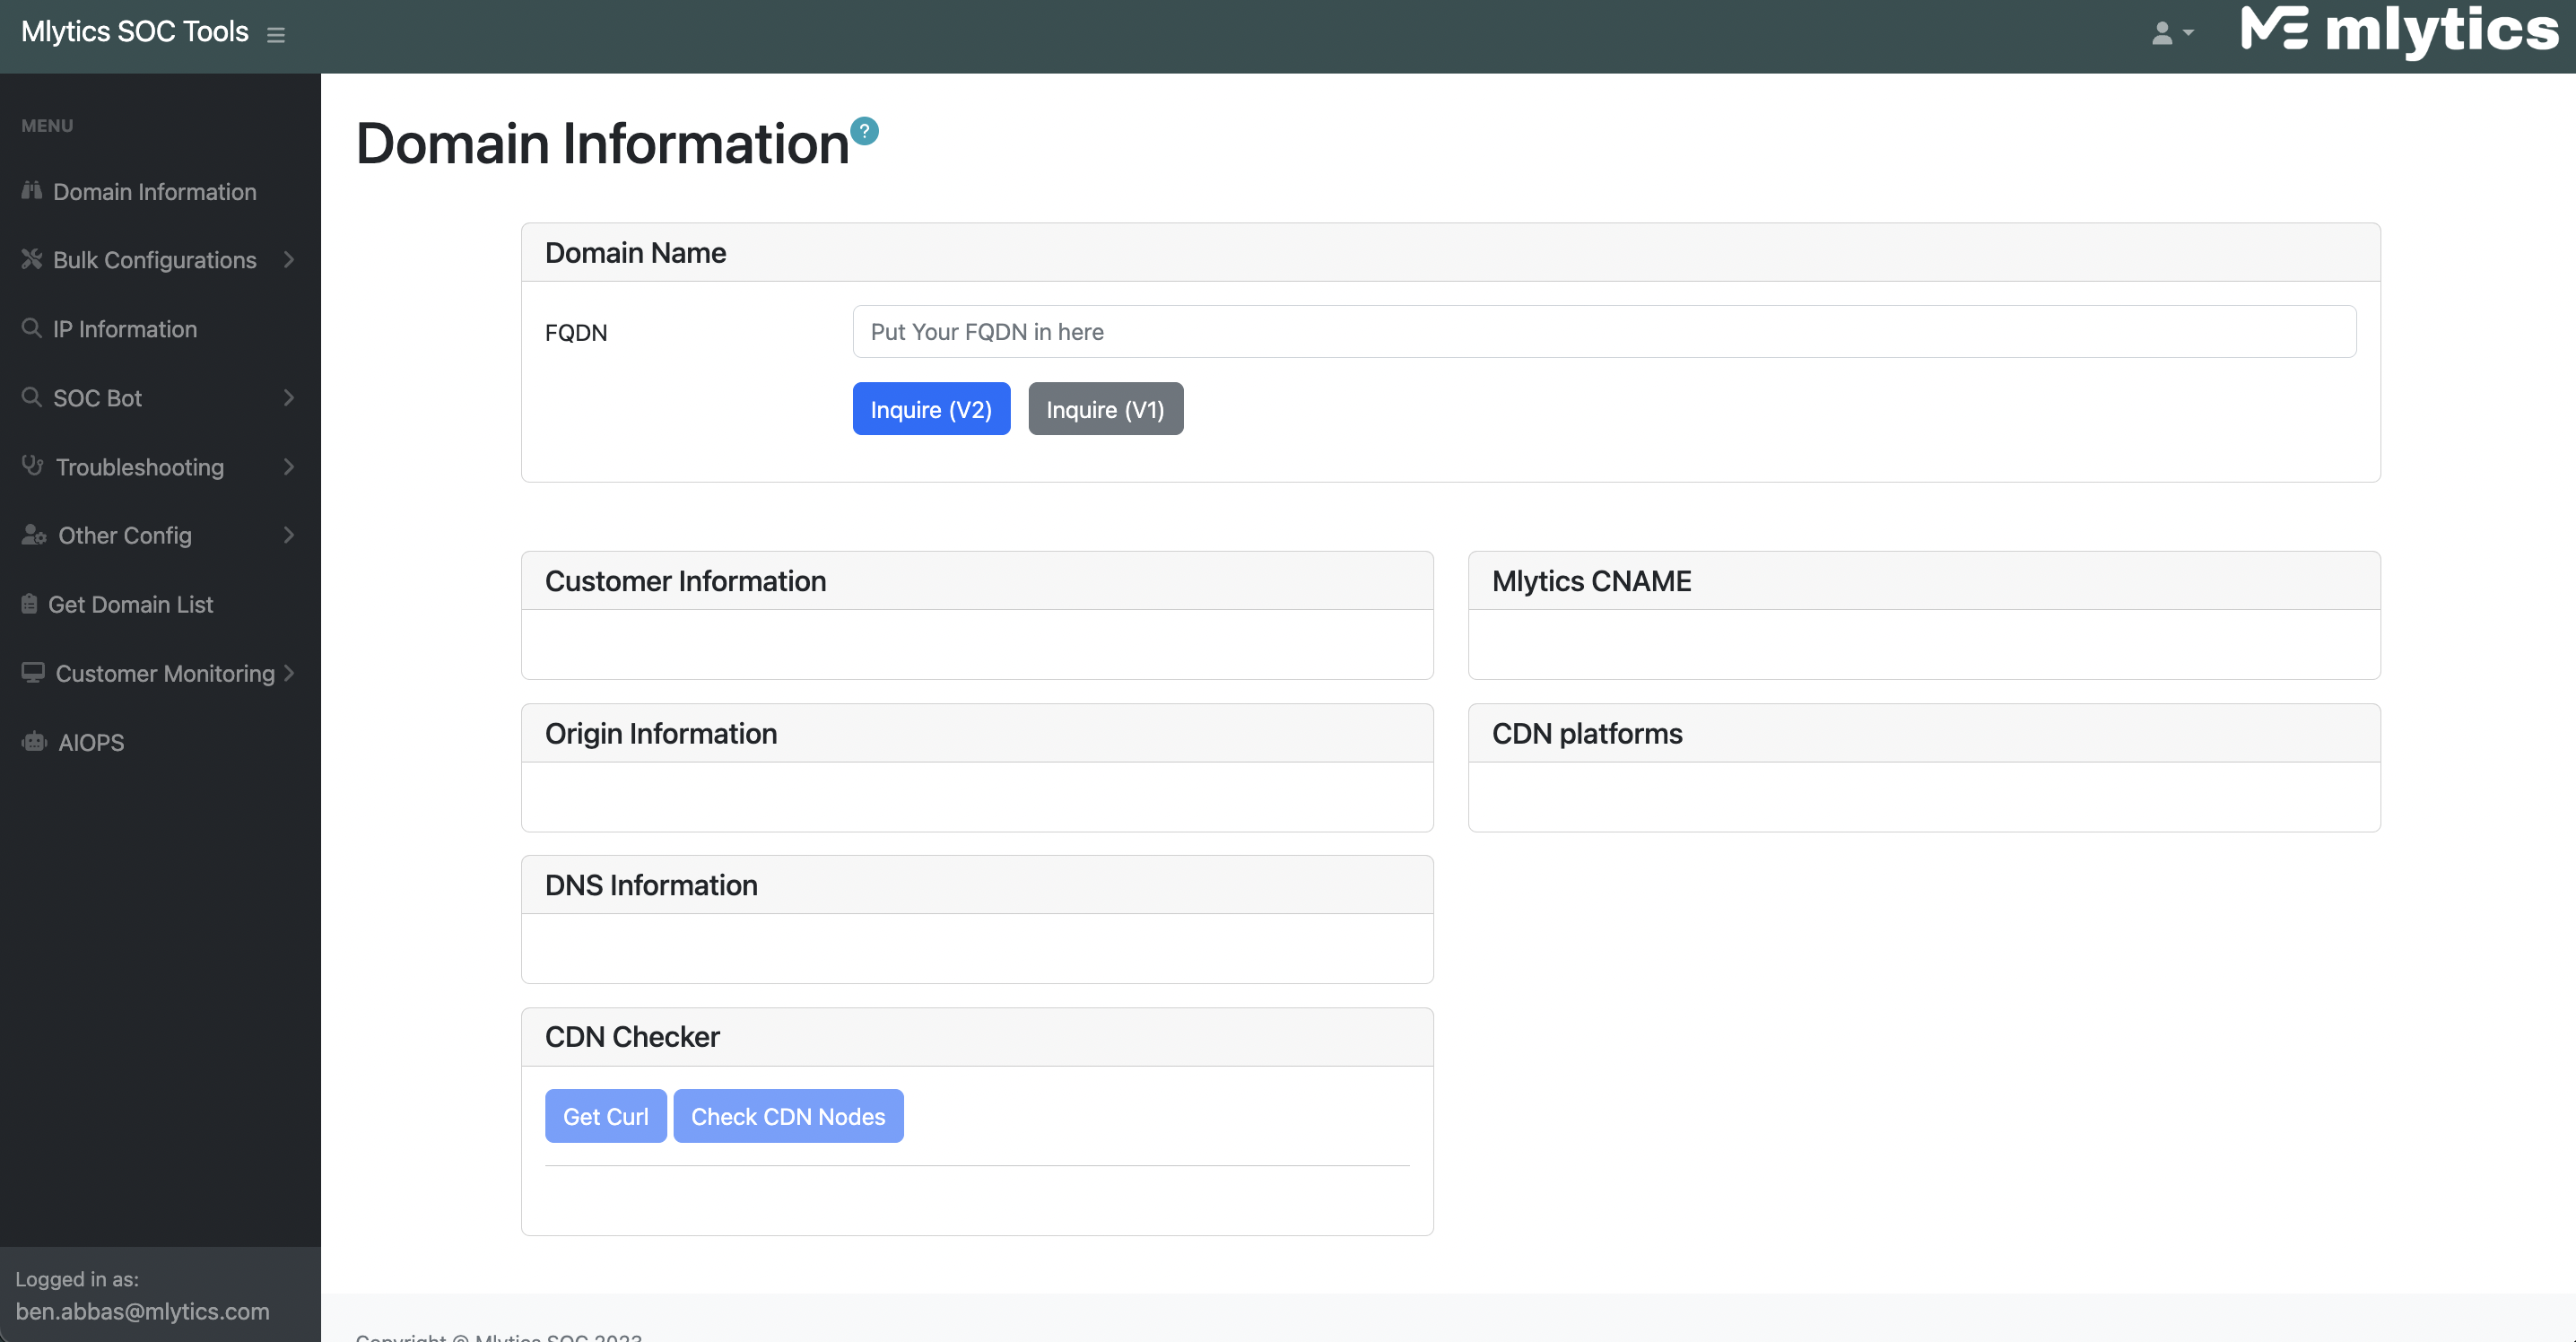 Mlytics SOC Tools
mlytics
MENU
Domain Information
Bulk Configurations
IP Information
SOC Bot
Troubleshooting
Other Config
Get Domain List
Customer Monitoring
AIOPS
Logged in as:
ben.abbas@mlytics.com
Domain Information ?
Domain Name
FQDN
Put Your FQDN in here
Inquire (V2) Inquire (V1)
Customer Information
Mlytics CNAME
Origin Information
CDN platforms
DNS Information
CDN Checker
Get Curl Check CDN Nodes
Copyright © Mlytics SOC 2023